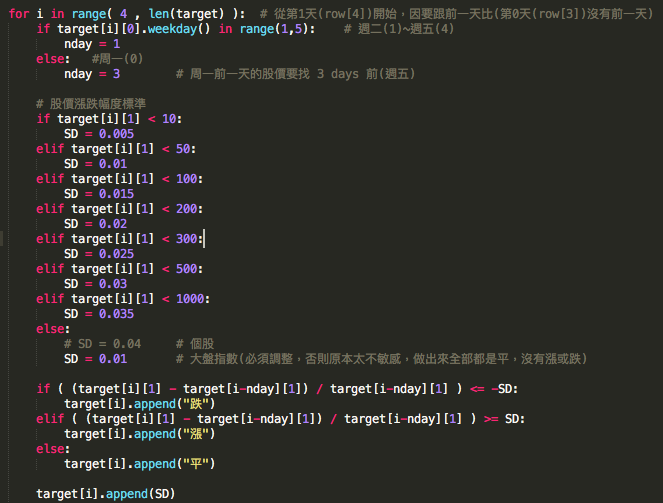 for i in range( 4 , len(target) ):  # 從第1天(row[4])開始，因要跟前一天比(第0天(row[3])沒有前一天)
    if target[i][0].weekday() in range(1,5):    # 週二(1)~週五(4)
        nday = 1
    else:   #周一(0)
        nday = 3        # 周一前一天的股價要找 3 days 前(週五)
    # 股價漲跌幅度標準
    if target[i][1] < 10:
        SD = 0.005
    elif target[i][1] < 50:
        SD = 0.01
    elif target[i][1] < 100:
        SD = 0.015
    elif target[i][1] < 200:
        SD = 0.02
    elif target[i][1] < 300:
        SD = 0.025
    elif target[i][1] < 500:
        SD = 0.03
    elif target[i][1] < 1000:
        SD = 0.035
    else:
        # SD = 0.04     # 個股
        SD = 0.01       # 大盤指數(必須調整，否則原本太不敏感，做出來全部都是平，沒有漲或跌)
    if ( (target[i][1] - target[i-nday][1]) / target[i-nday][1] ) <= -SD:
        target[i].append("跌")
    elif ( (target[i][1] - target[i-nday][1]) / target[i-nday][1] ) >= SD:
        target[i].append("漲")
    else:
        target[i].append("平")
    target[i].append(SD)